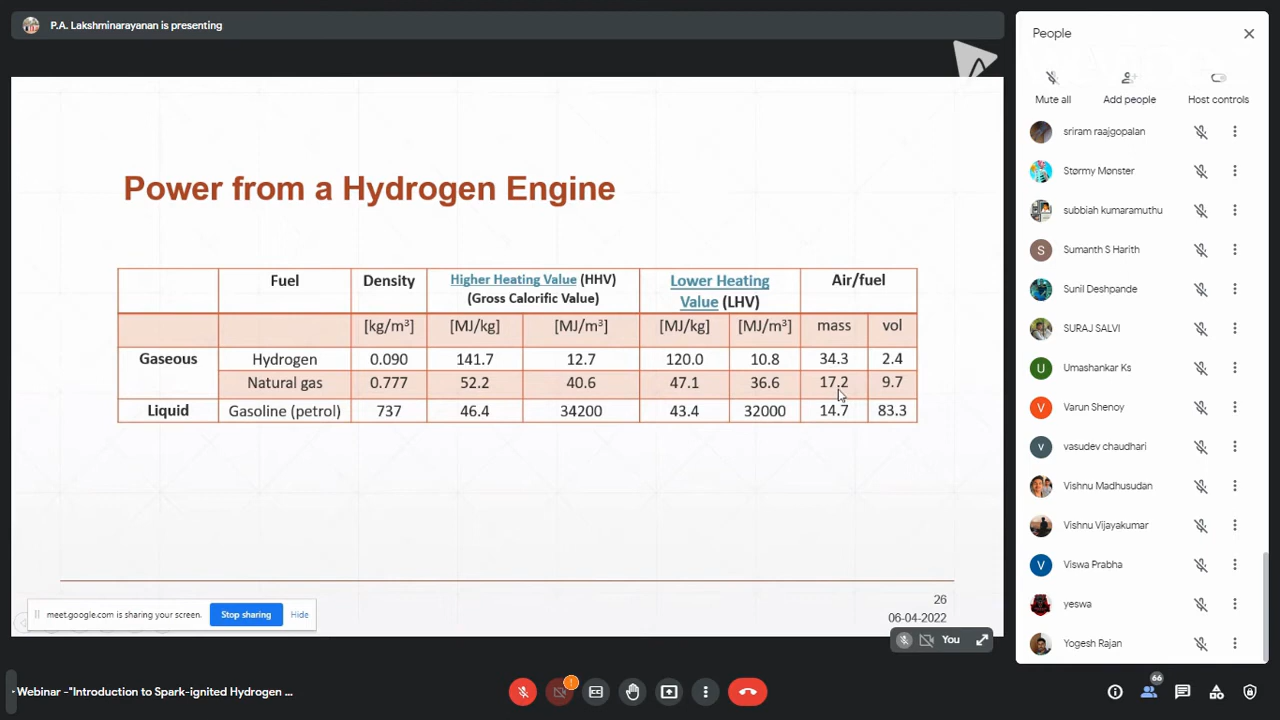 P.A. Lakshminarayanan is presenting
Power from a Hydrogen Engine
Fuel Density Higher Heating Value (HHV) Lower Heating Air/fuel
(Gross Calorific Value) Value (LHV)
[kg/m³] [MJ/kg] [MJ/m³] [MJ/kg] [MJ/m³] mass vol
Gaseous Hydrogen 0.090 141.7 12.7 120.0 10.8 34.3 2.4
Natural gas 0.777 52.2 40.6 47.1 36.6 17.2 9.7
Liquid Gasoline (petrol) 737 46.4 34200 43.4 32000 14.7 83.3
26
06-04-2022
meet.google.com is sharing your screen. Stop sharing Hide
You
People
Mute all Add people Host controls
sriram raajgopalan
Størmy Mønster
subbiah kumaramuthu
S Sumanth S Harith
Sunil Deshpande
SURAJ SALVI
U Umashankar Ks
V Varun Shenoy
v vasudev chaudhari
Vishnu Madhusudan
Vishnu Vijayakumar
V Viswa Prabha
yeswa
Yogesh Rajan
Webinar -"Introduction to Spark-ignited Hydrogen ...
66